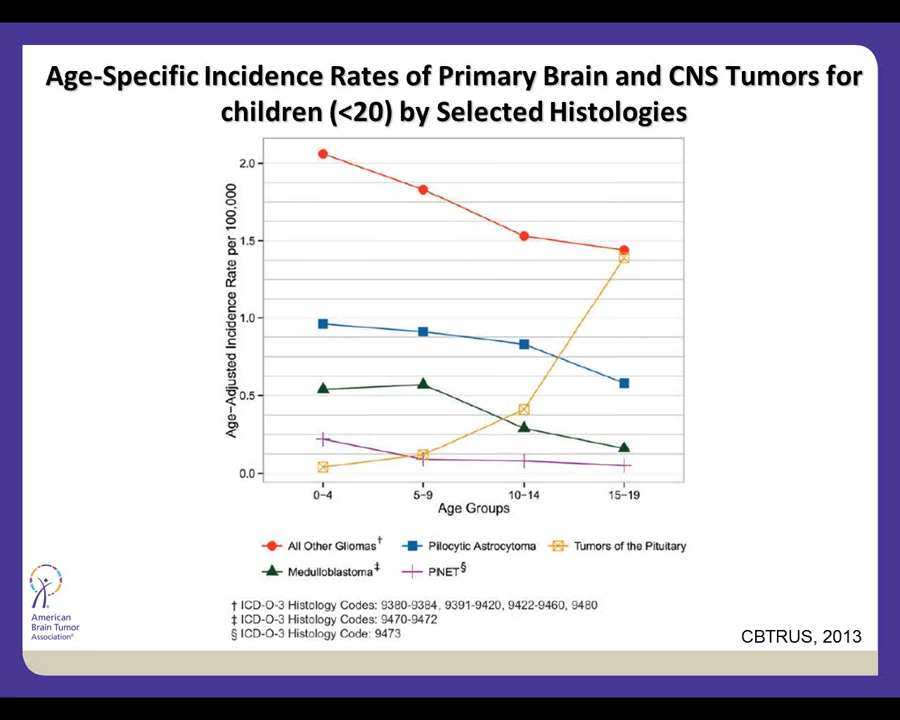 Age-Specific Incidence Rates of Primary Brain and CNS Tumors for
children (<20) by Selected Histologies
Age-Adjusted Incidence Rate per 100,000
2.0
1.5
1.0
0.5
0.0
0-4
5-9
10-14
15-19
Age Groups
All Other Gliomas†
Pilocytic Astrocytoma
Tumors of the Pituitary
Medulloblastoma‡
PNET§
† ICD-O-3 Histology Codes: 9380-9384, 9391-9420, 9422-9460, 9480
‡ ICD-O-3 Histology Codes: 9470-9472
§ ICD-O-3 Histology Code: 9473
American
Brain Tumor
Association®
CBTRUS, 2013